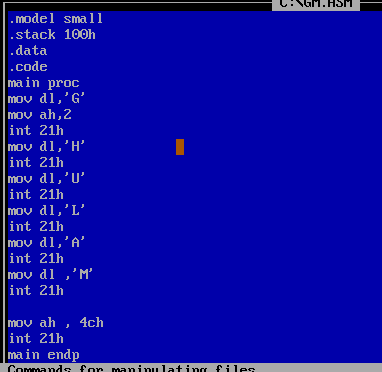 C:\GM.ASM
.model small
.stack 100h
.data
.code
main proc
mov dl,'G'
mov ah,2
int 21h
mov dl,'H'
int 21h
mov dl,'U'
int 21h
mov dl,'L'
int 21h
mov dl,'A'
int 21h
mov dl ,'M'
int 21h
mov ah , 4ch
int 21h
main endp
Commands for manipulating files